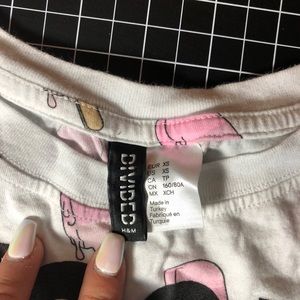 DIVIDED
H&M
EUR XS
US XS
CA TP
CN 160/80A
MX XCH
Made in
Turkey
Fabriqué en
Turquie